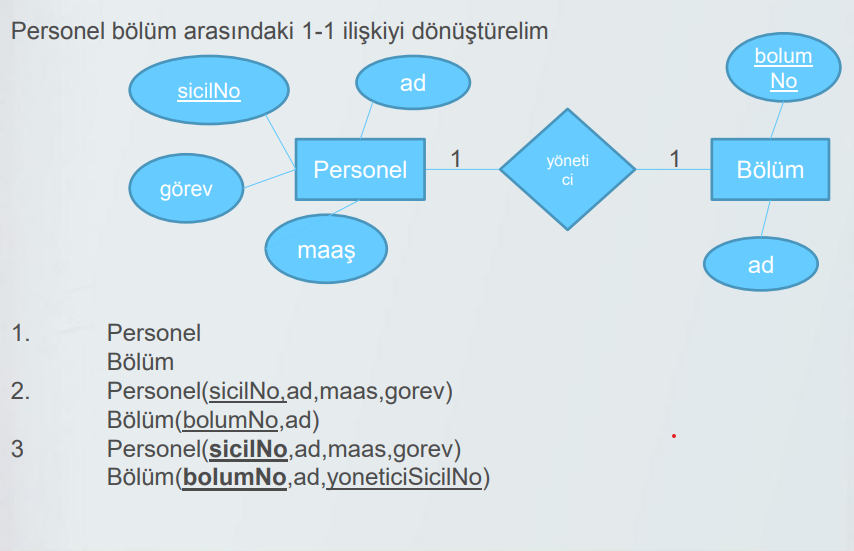 Personel bölüm arasındaki 1-1 ilişkiyi dönüştürelim
sicilNo
ad
bolum
No
görev
Personel
1
yöneti
ci
1
Bölüm
maaş
ad
1. Personel
Bölüm
2. Personel(sicilNo,ad,maas,gorev)
Bölüm(bolumNo,ad)
3 Personel(sicilNo,ad,maas,gorev)
Bölüm(bolumNo,ad,yoneticiSicilNo)